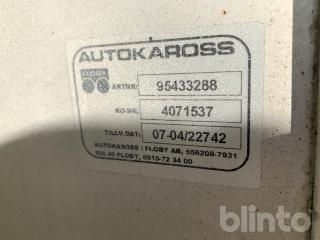 AUTOKAROSS
FLOBY
ARTNR: 95433288
KO-NR: 4071537
TILLV.DAT: 07-04/22742
AUTOKAROSS I FLOBY AB, 556208-7931
520 40 FLOBY, 0515-72 34 00
blinto